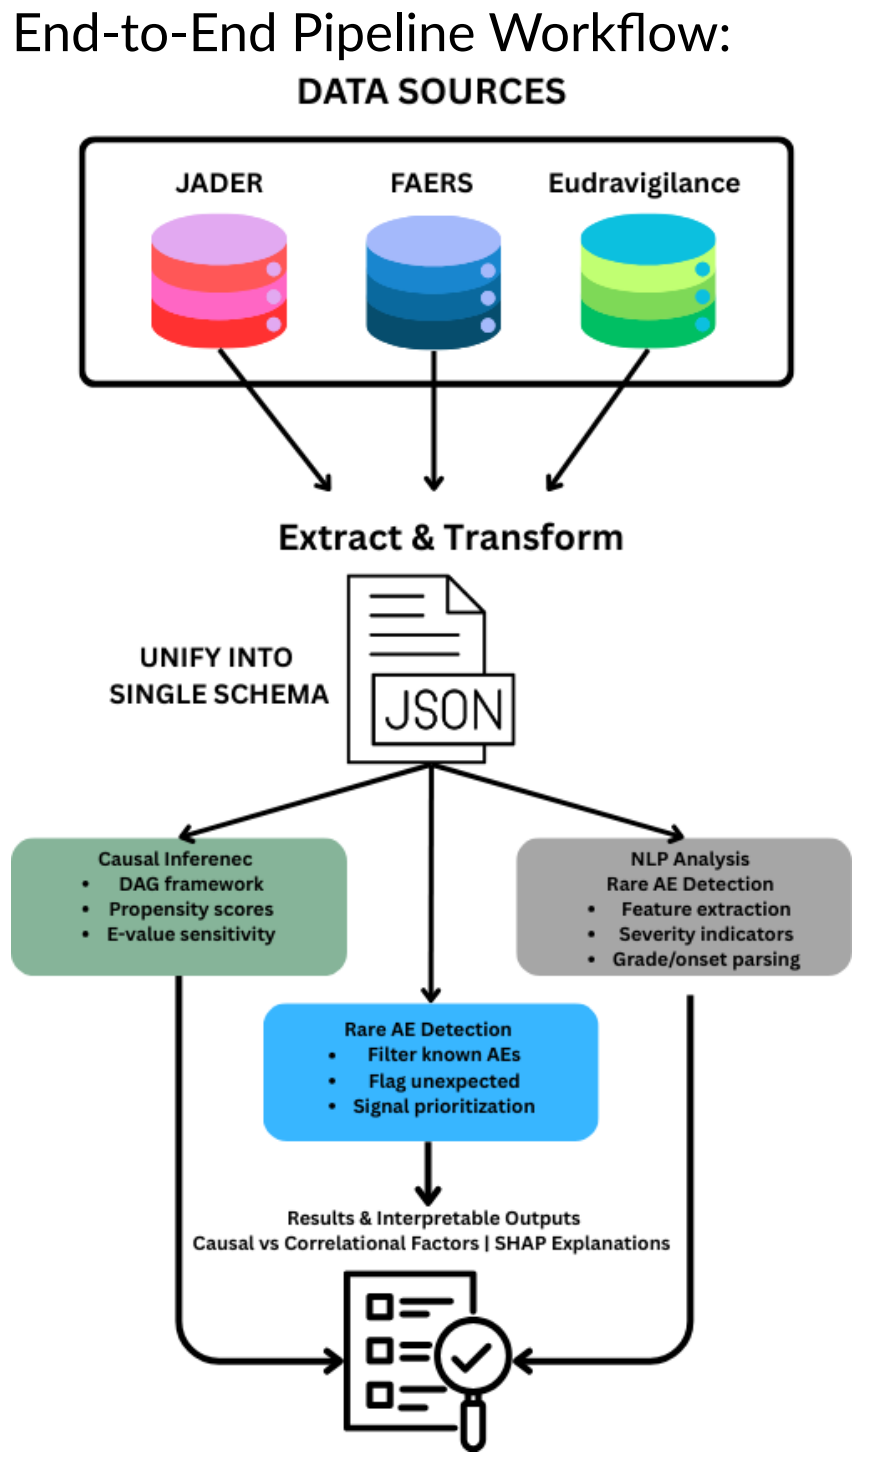 End-to-End Pipeline Workflow:
DATA SOURCES
JADER
FAERS
Eudravigilance
Extract & Transform
UNIFY INTO
SINGLE SCHEMA
JSON
Causal Inferenec
• DAG framework
• Propensity scores
• E-value sensitivity
NLP Analysis
Rare AE Detection
• Feature extraction
• Severity indicators
• Grade/onset parsing
Rare AE Detection
• Filter known AEs
• Flag unexpected
• Signal prioritization
Results & Interpretable Outputs
Causal vs Correlational Factors | SHAP Explanations